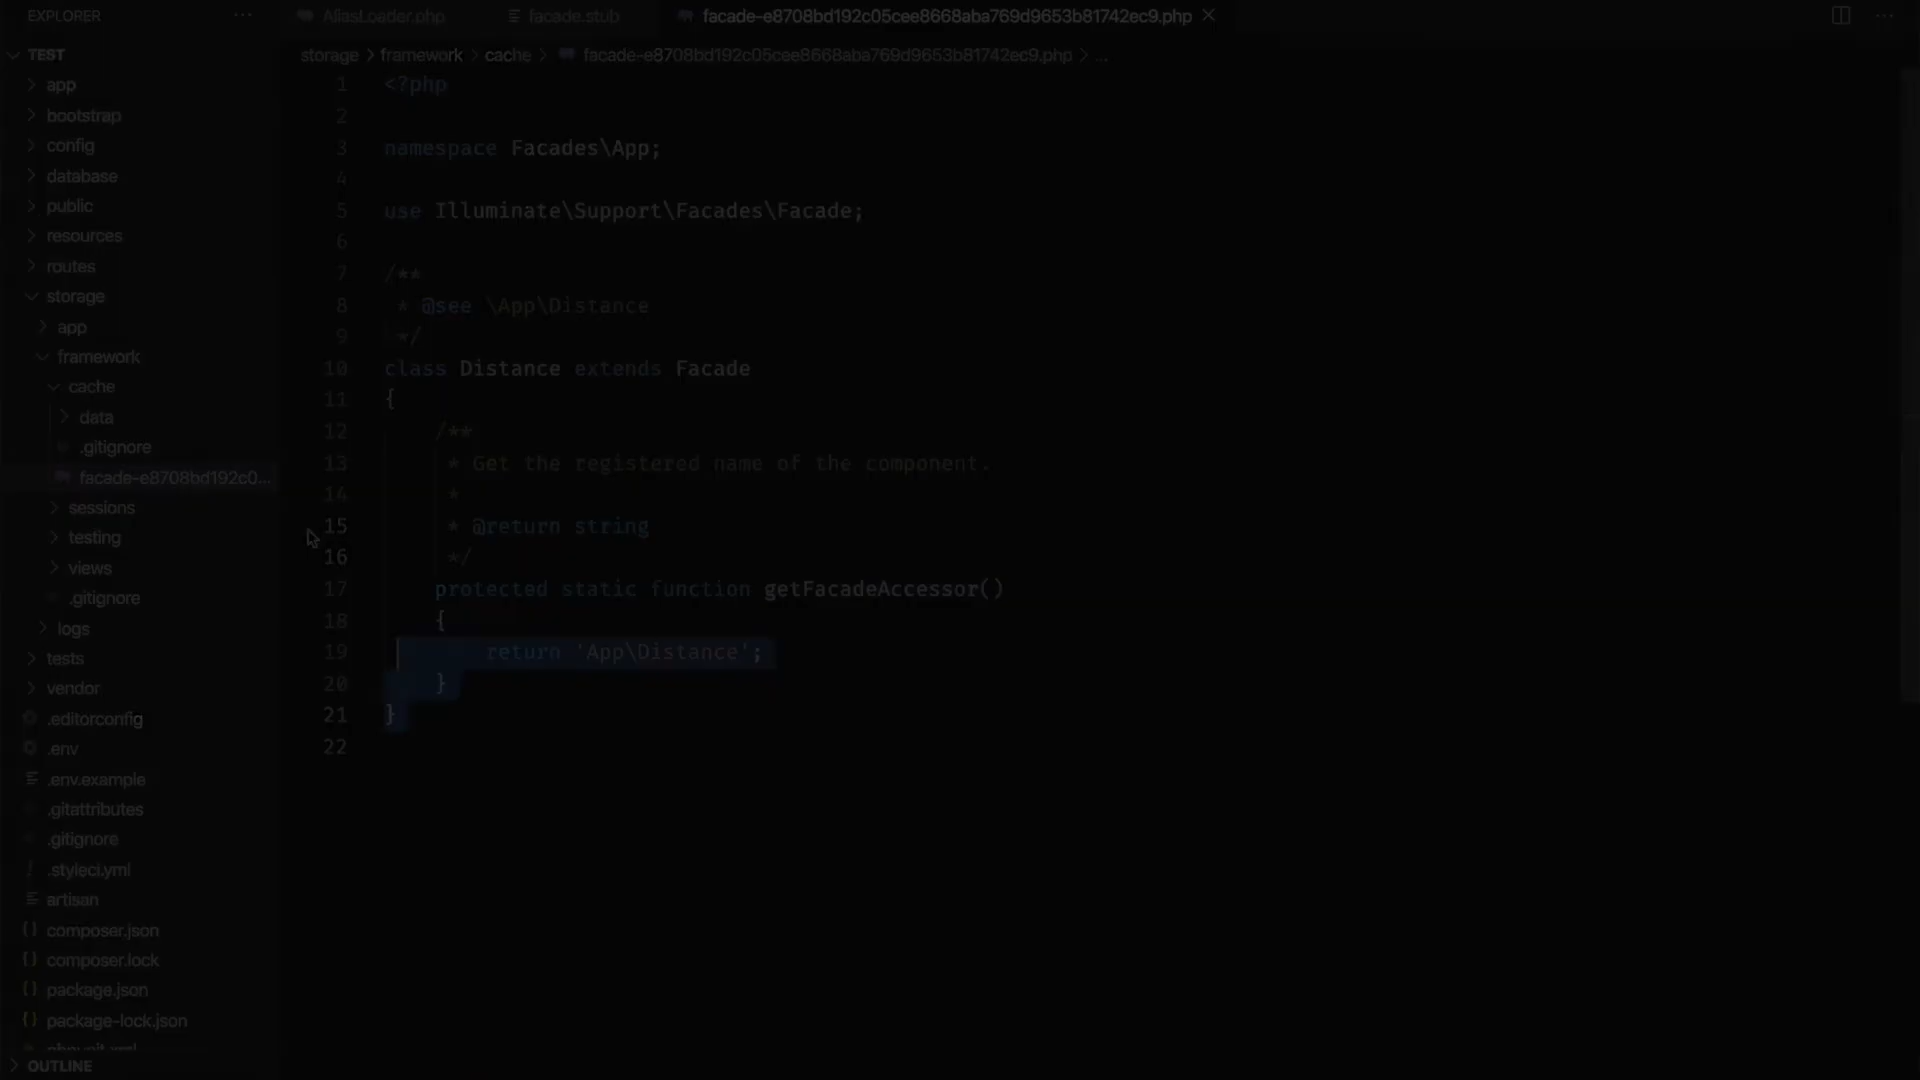 EXPLORER
AliasLoader.php
facade.stub
facade-e8708bd192c05cee8668aba769d9653b81742ec9.php
TEST
storage > framework > cache > facade-e8708bd192c05cee8668aba769d9653b81742ec9.php > ...
app
bootstrap
config
database
public
resources
routes
storage
app
framework
cache
data
.gitignore
facade-e8708bd192c0...
sessions
testing
views
.gitignore
logs
tests
vendor
.editorconfig
.env
.env.example
.gitattributes
.gitignore
.styleci.yml
artisan
composer.json
composer.lock
package.json
package-lock.json
OUTLINE
1 <?php
2
3 namespace Facades\App;
4
5 use Illuminate\Support\Facades\Facade;
6
7 /**
8 * @see \App\Distance
9 */
10 class Distance extends Facade
11 {
12 /**
13 * Get the registered name of the component.
14 *
15 * @return string
16 */
17 protected static function getFacadeAccessor()
18 {
19 return 'App\Distance';
20 }
21 }
22